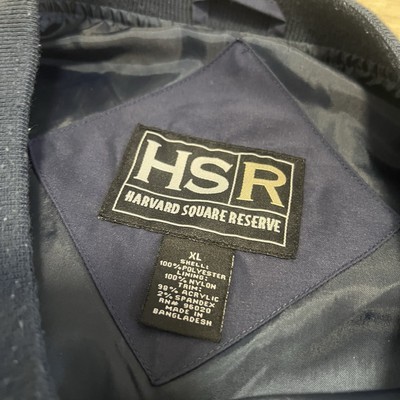 HSR
HARVARD SQUARE RESERVE
XL
SHELL:
100% POLYESTER
LINING:
100% NYLON
TRIM:
98% ACRYLIC
2% SPANDEX
RN# 96020
MADE IN
BANGLADESH